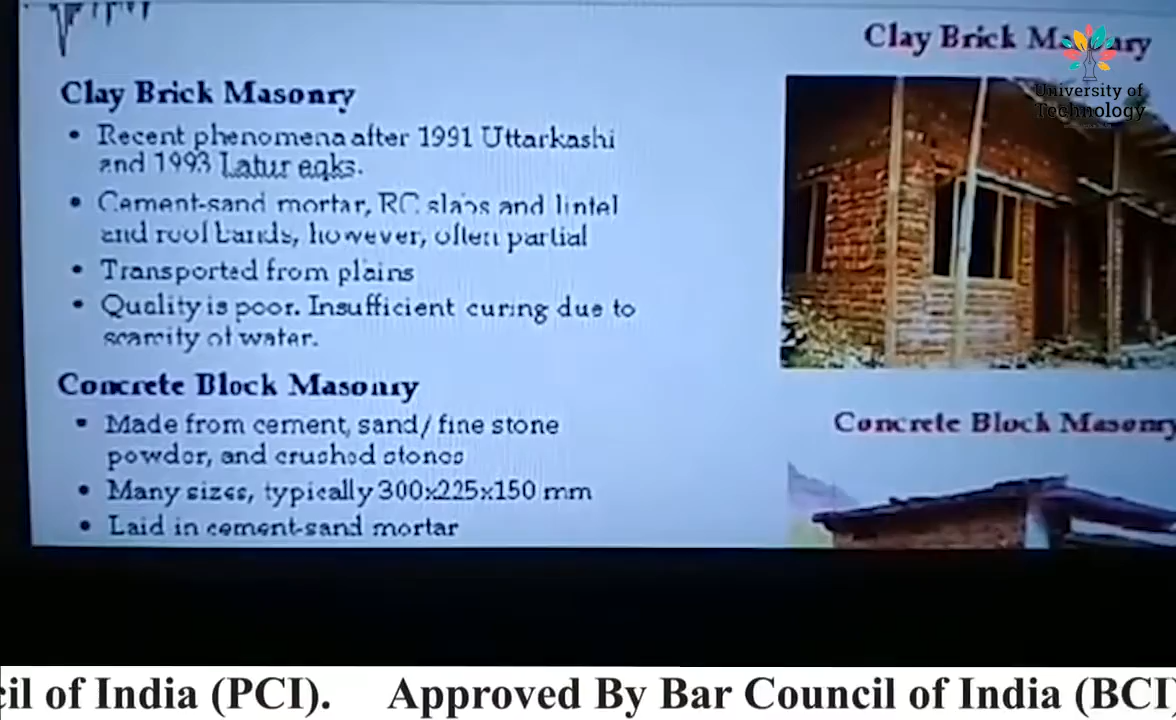 Clay Brick Masonry
• Recent phenomena after 1991 Uttarkashi
and 1993 Latur eqks.
• Cement-sand mortar, RC slabs and lintel
and roof bands, however, often partial
• Transported from plains
• Quality is poor. Insufficient curing due to
scarcity of water.
Concrete Block Masonry
• Made from cement, sand/ fine stone
powder, and crushed stones
• Many sizes, typically 300x225x150 mm
• Laid in cement-sand mortar
Clay Brick Masonry
University of
Technology
Concrete Block Masonry
cil of India (PCI). Approved By Bar Council of India (BCI)